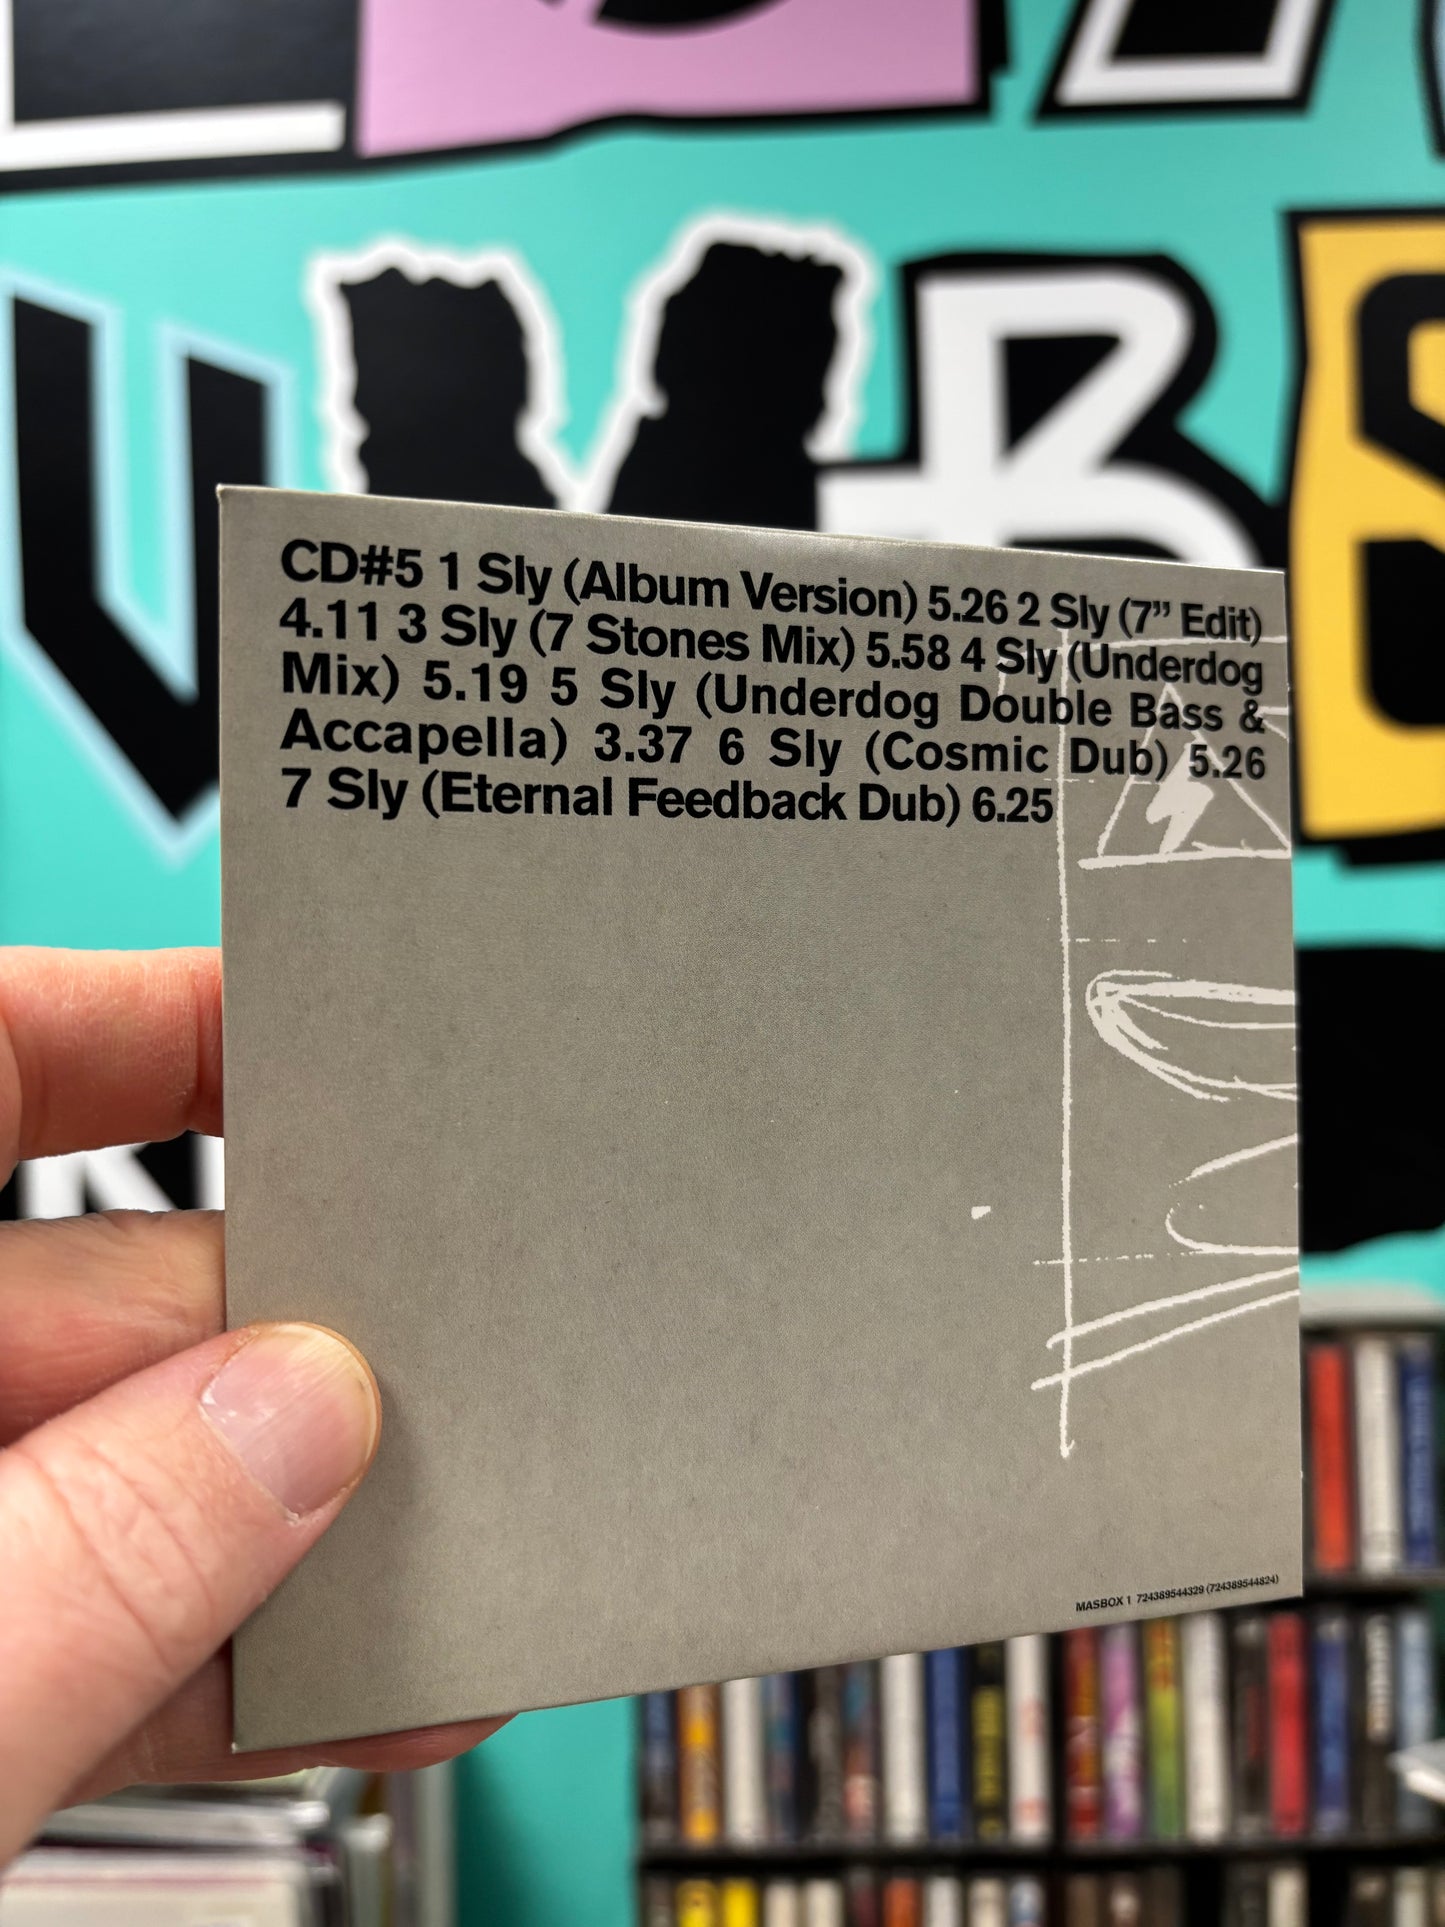 CD#5 1 Sly (Album Version) 5.26 2 Sly (7” Edit)
4.11 3 Sly (7 Stones Mix) 5.58 4 Sly (Underdog
Mix) 5.19 5 Sly (Underdog Double Bass &
Accapella) 3.37 6 Sly (Cosmic Dub) 5.26
7 Sly (Eternal Feedback Dub) 6.25
MASBOX 1 724389544329 (724389544824)